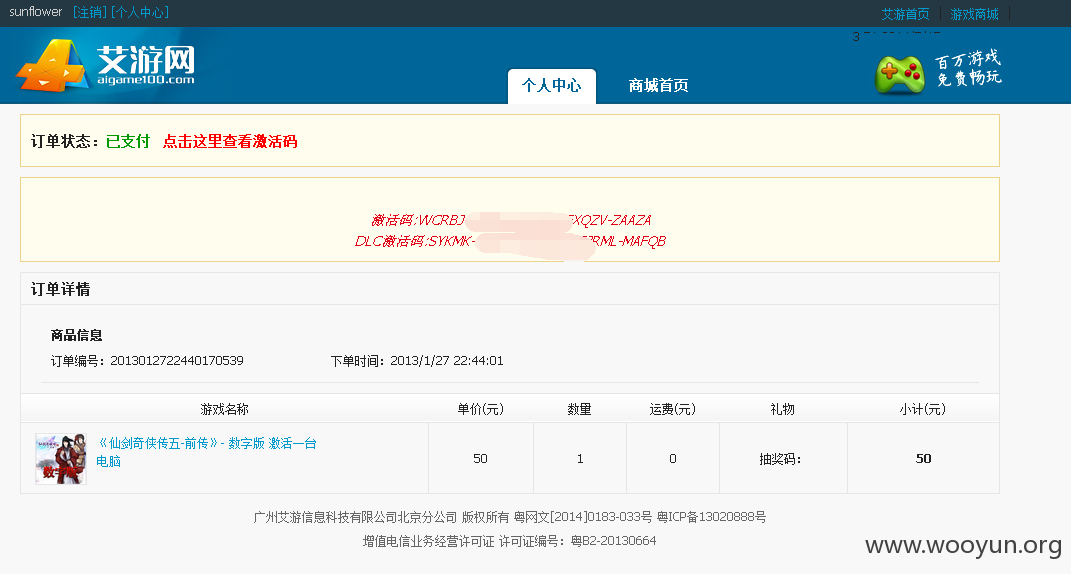 sunflower [注销] [个人中心] 艾游首页 游戏商城
艾游网
aigame100.com
个人中心 商城首页
百万游戏
免费畅玩
订单状态：已支付 点击这里查看激活码
激活码:WCRBJ XQZV-ZAAZA
DLC激活码:SYKMK- RML-MAFQB
订单详情
商品信息
订单编号：2013012722440170539 下单时间：2013/1/27 22:44:01
游戏名称 单价(元) 数量 运费(元) 礼物 小计(元)
《仙剑奇侠传五-前传》- 数字版 激活一台
电脑
数字版
50 1 0 抽奖码： 50
广州艾游信息科技有限公司北京分公司 版权所有 粤网文[2014]0183-033号 粤ICP备13020888号
增值电信业务经营许可证 许可证编号：粤B2-20130664
www.wooyun.org